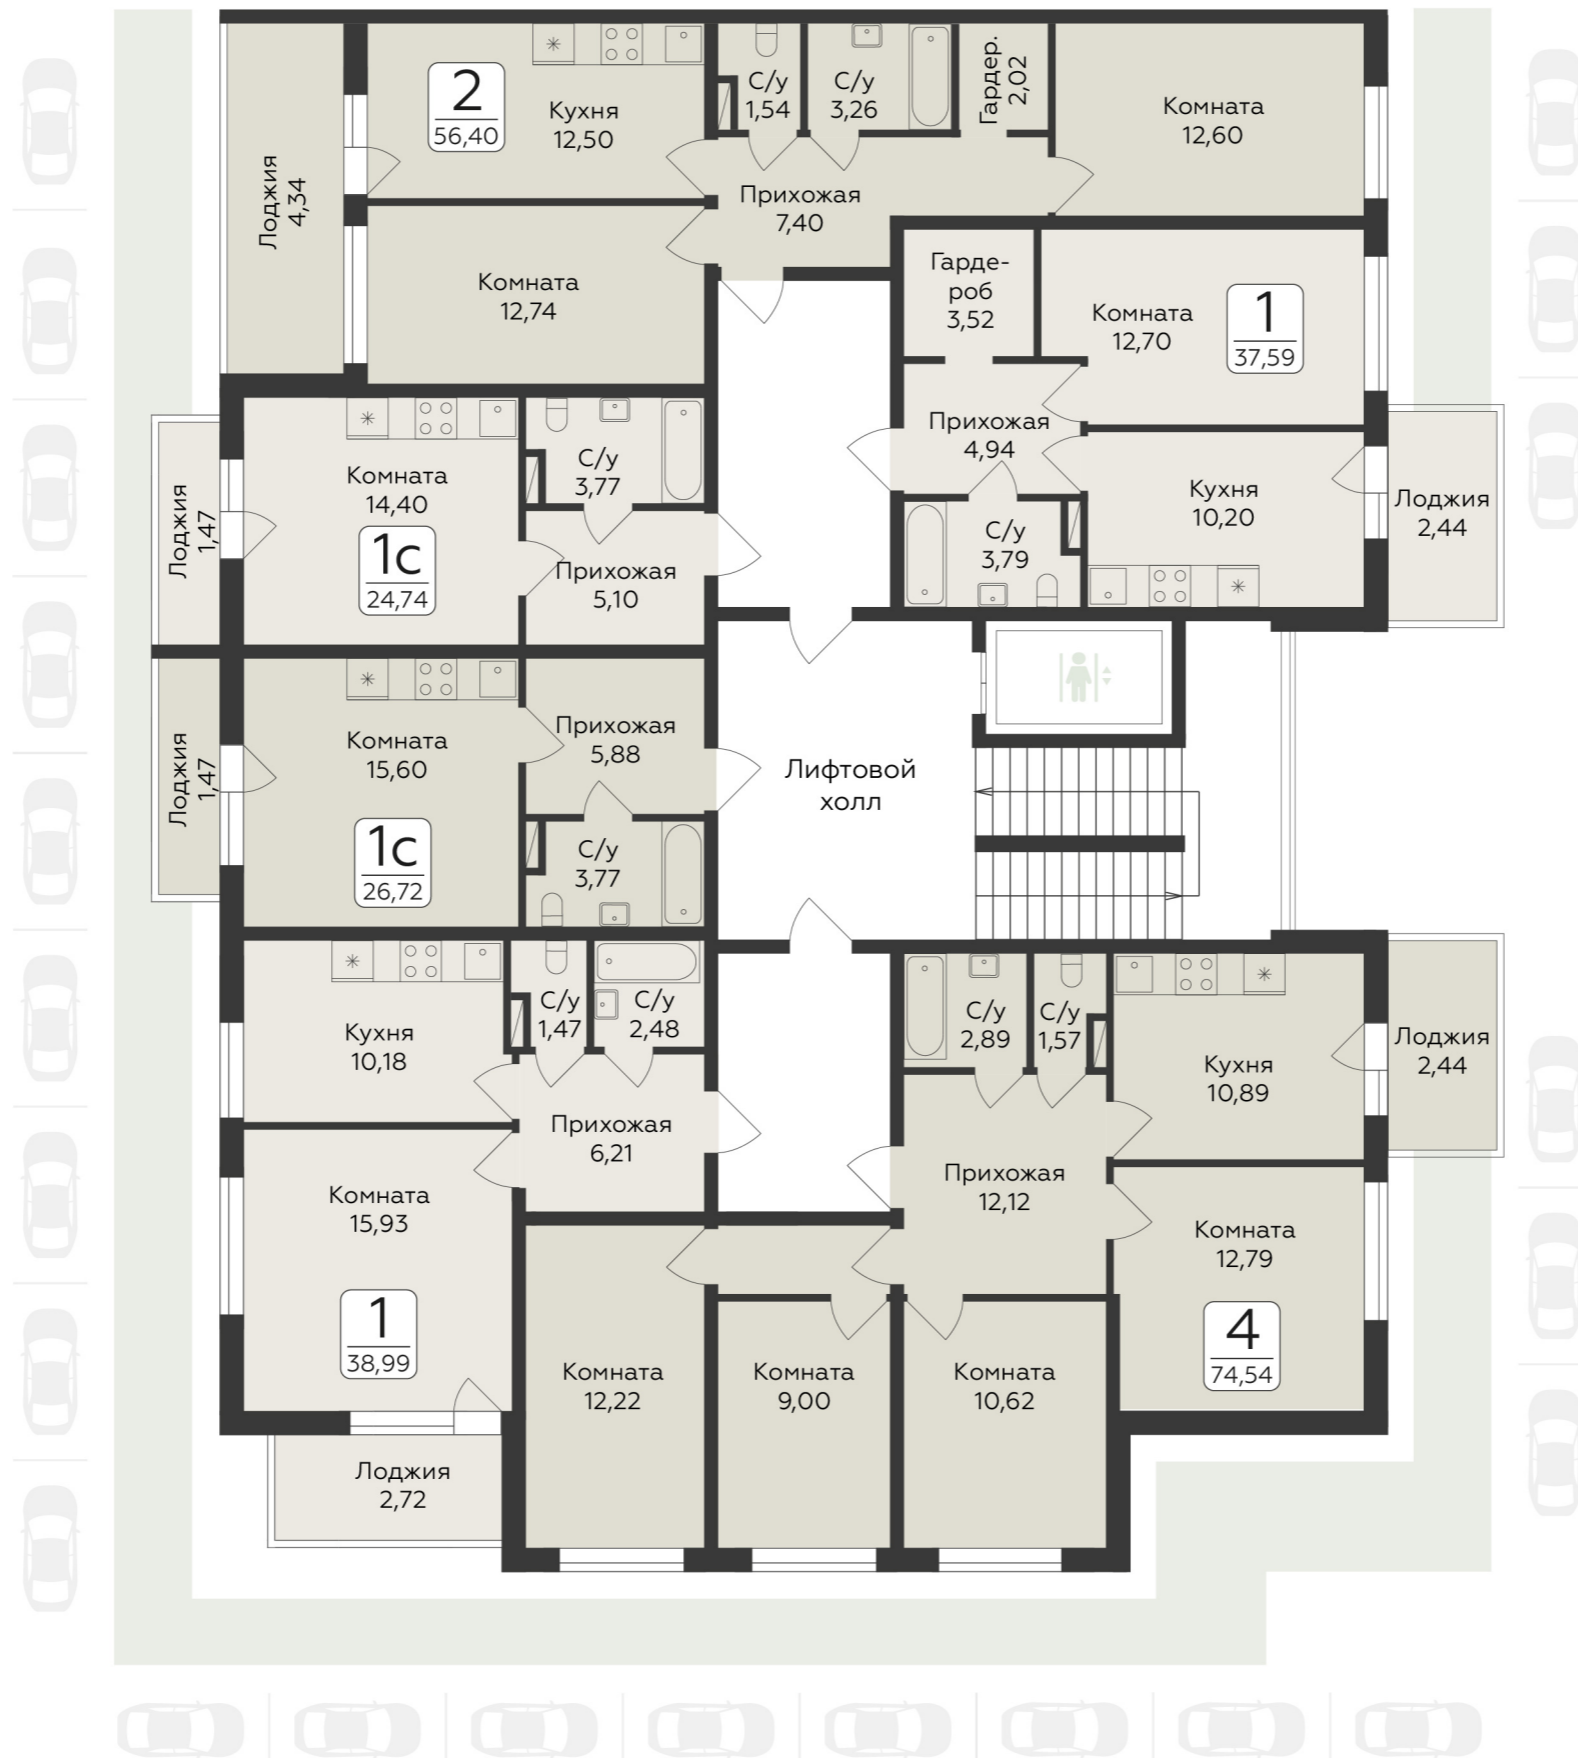 2
56,40
Кухня
12,50
С/у
1,54
С/у
3,26
Гардер.
2,02
Комната
12,60
Лоджия
4,34
Прихожая
7,40
Комната
12,74
Гарде-
роб
3,52
Комната
12,70
1
37,59
Прихожая
4,94
Кухня
10,20
Лоджия
2,44
С/у
3,79
Лоджия
1,47
Комната
14,40
1с
24,74
С/у
3,77
Прихожая
5,10
Лоджия
1,47
Комната
15,60
1с
26,72
Прихожая
5,88
С/у
3,77
Лифтовой
холл
Кухня
10,18
С/у
1,47
С/у
2,48
Прихожая
6,21
Комната
15,93
1
38,99
Лоджия
2,72
С/у
2,89
С/у
1,57
Кухня
10,89
Лоджия
2,44
Прихожая
12,12
Комната
12,79
4
74,54
Комната
12,22
Комната
9,00
Комната
10,62